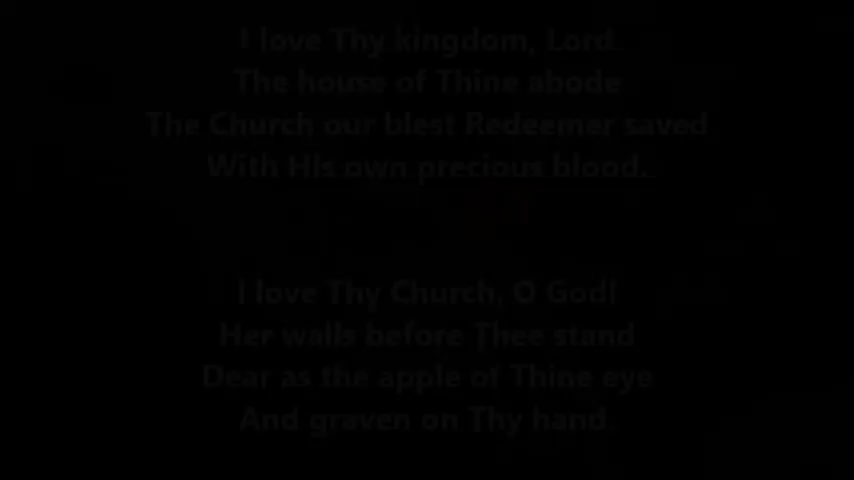 I love Thy kingdom, Lord.
The house of Thine abode
The Church our blest Redeemer saved
With His own precious blood.
I love Thy Church, O God!
Her walls before Thee stand
Dear as the apple of Thine eye
And graven on Thy hand.